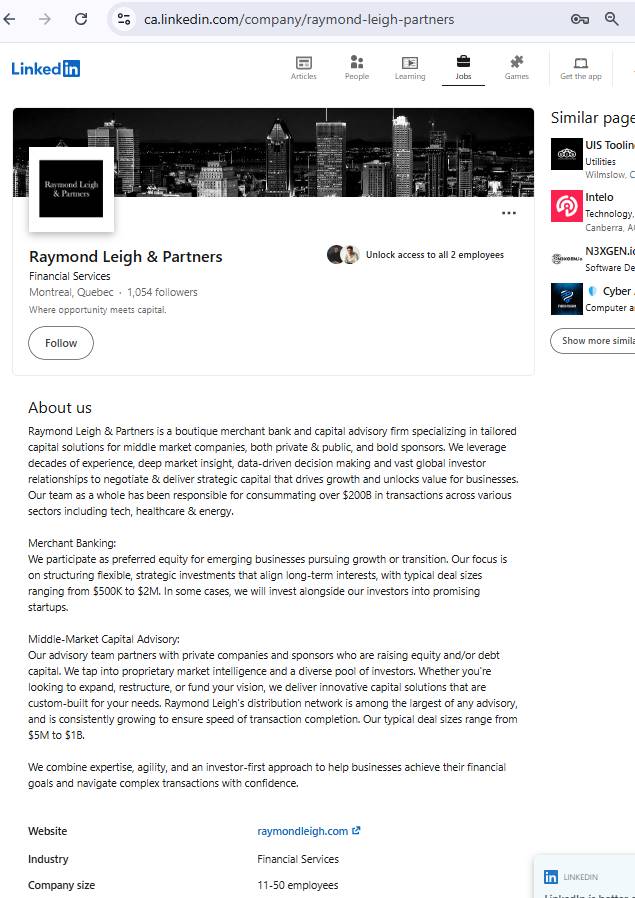 ca.linkedin.com/company/raymond-leigh-partners
Linked in
Articles
People
Learning
Jobs
Games
Get the app
Raymond Leigh
& Partners
Raymond Leigh & Partners
Financial Services
Montreal, Quebec · 1,054 followers
Where opportunity meets capital.
Unlock access to all 2 employees
Follow
Similar page
UIS Toolin
Utilities
Wilmslow, C
Intelo
Technology,
Canberra, A
N3XGEN.i
Software De
Cyber
Computer a
Show more simila
About us
Raymond Leigh & Partners is a boutique merchant bank and capital advisory firm specializing in tailored
capital solutions for middle market companies, both private & public, and bold sponsors. We leverage
decades of experience, deep market insight, data-driven decision making and vast global investor
relationships to negotiate & deliver strategic capital that drives growth and unlocks value for businesses.
Our team as a whole has been responsible for consummating over $200B in transactions across various
sectors including tech, healthcare & energy.
Merchant Banking:
We participate as preferred equity for emerging businesses pursuing growth or transition. Our focus is
on structuring flexible, strategic investments that align long-term interests, with typical deal sizes
ranging from $500K to $2M. In some cases, we will invest alongside our investors into promising
startups.
Middle-Market Capital Advisory:
Our advisory team partners with private companies and sponsors who are raising equity and/or debt
capital. We tap into proprietary market intelligence and a diverse pool of investors. Whether you're
looking to expand, restructure, or fund your vision, we deliver innovative capital solutions that are
custom-built for your needs. Raymond Leigh's distribution network is among the largest of any advisory,
and is consistently growing to ensure speed of transaction completion. Our typical deal sizes range from
$5M to $1B.
We combine expertise, agility, and an investor-first approach to help businesses achieve their financial
goals and navigate complex transactions with confidence.
Website
raymondleigh.com
Industry
Financial Services
Company size
11-50 employees
in LINKEDIN